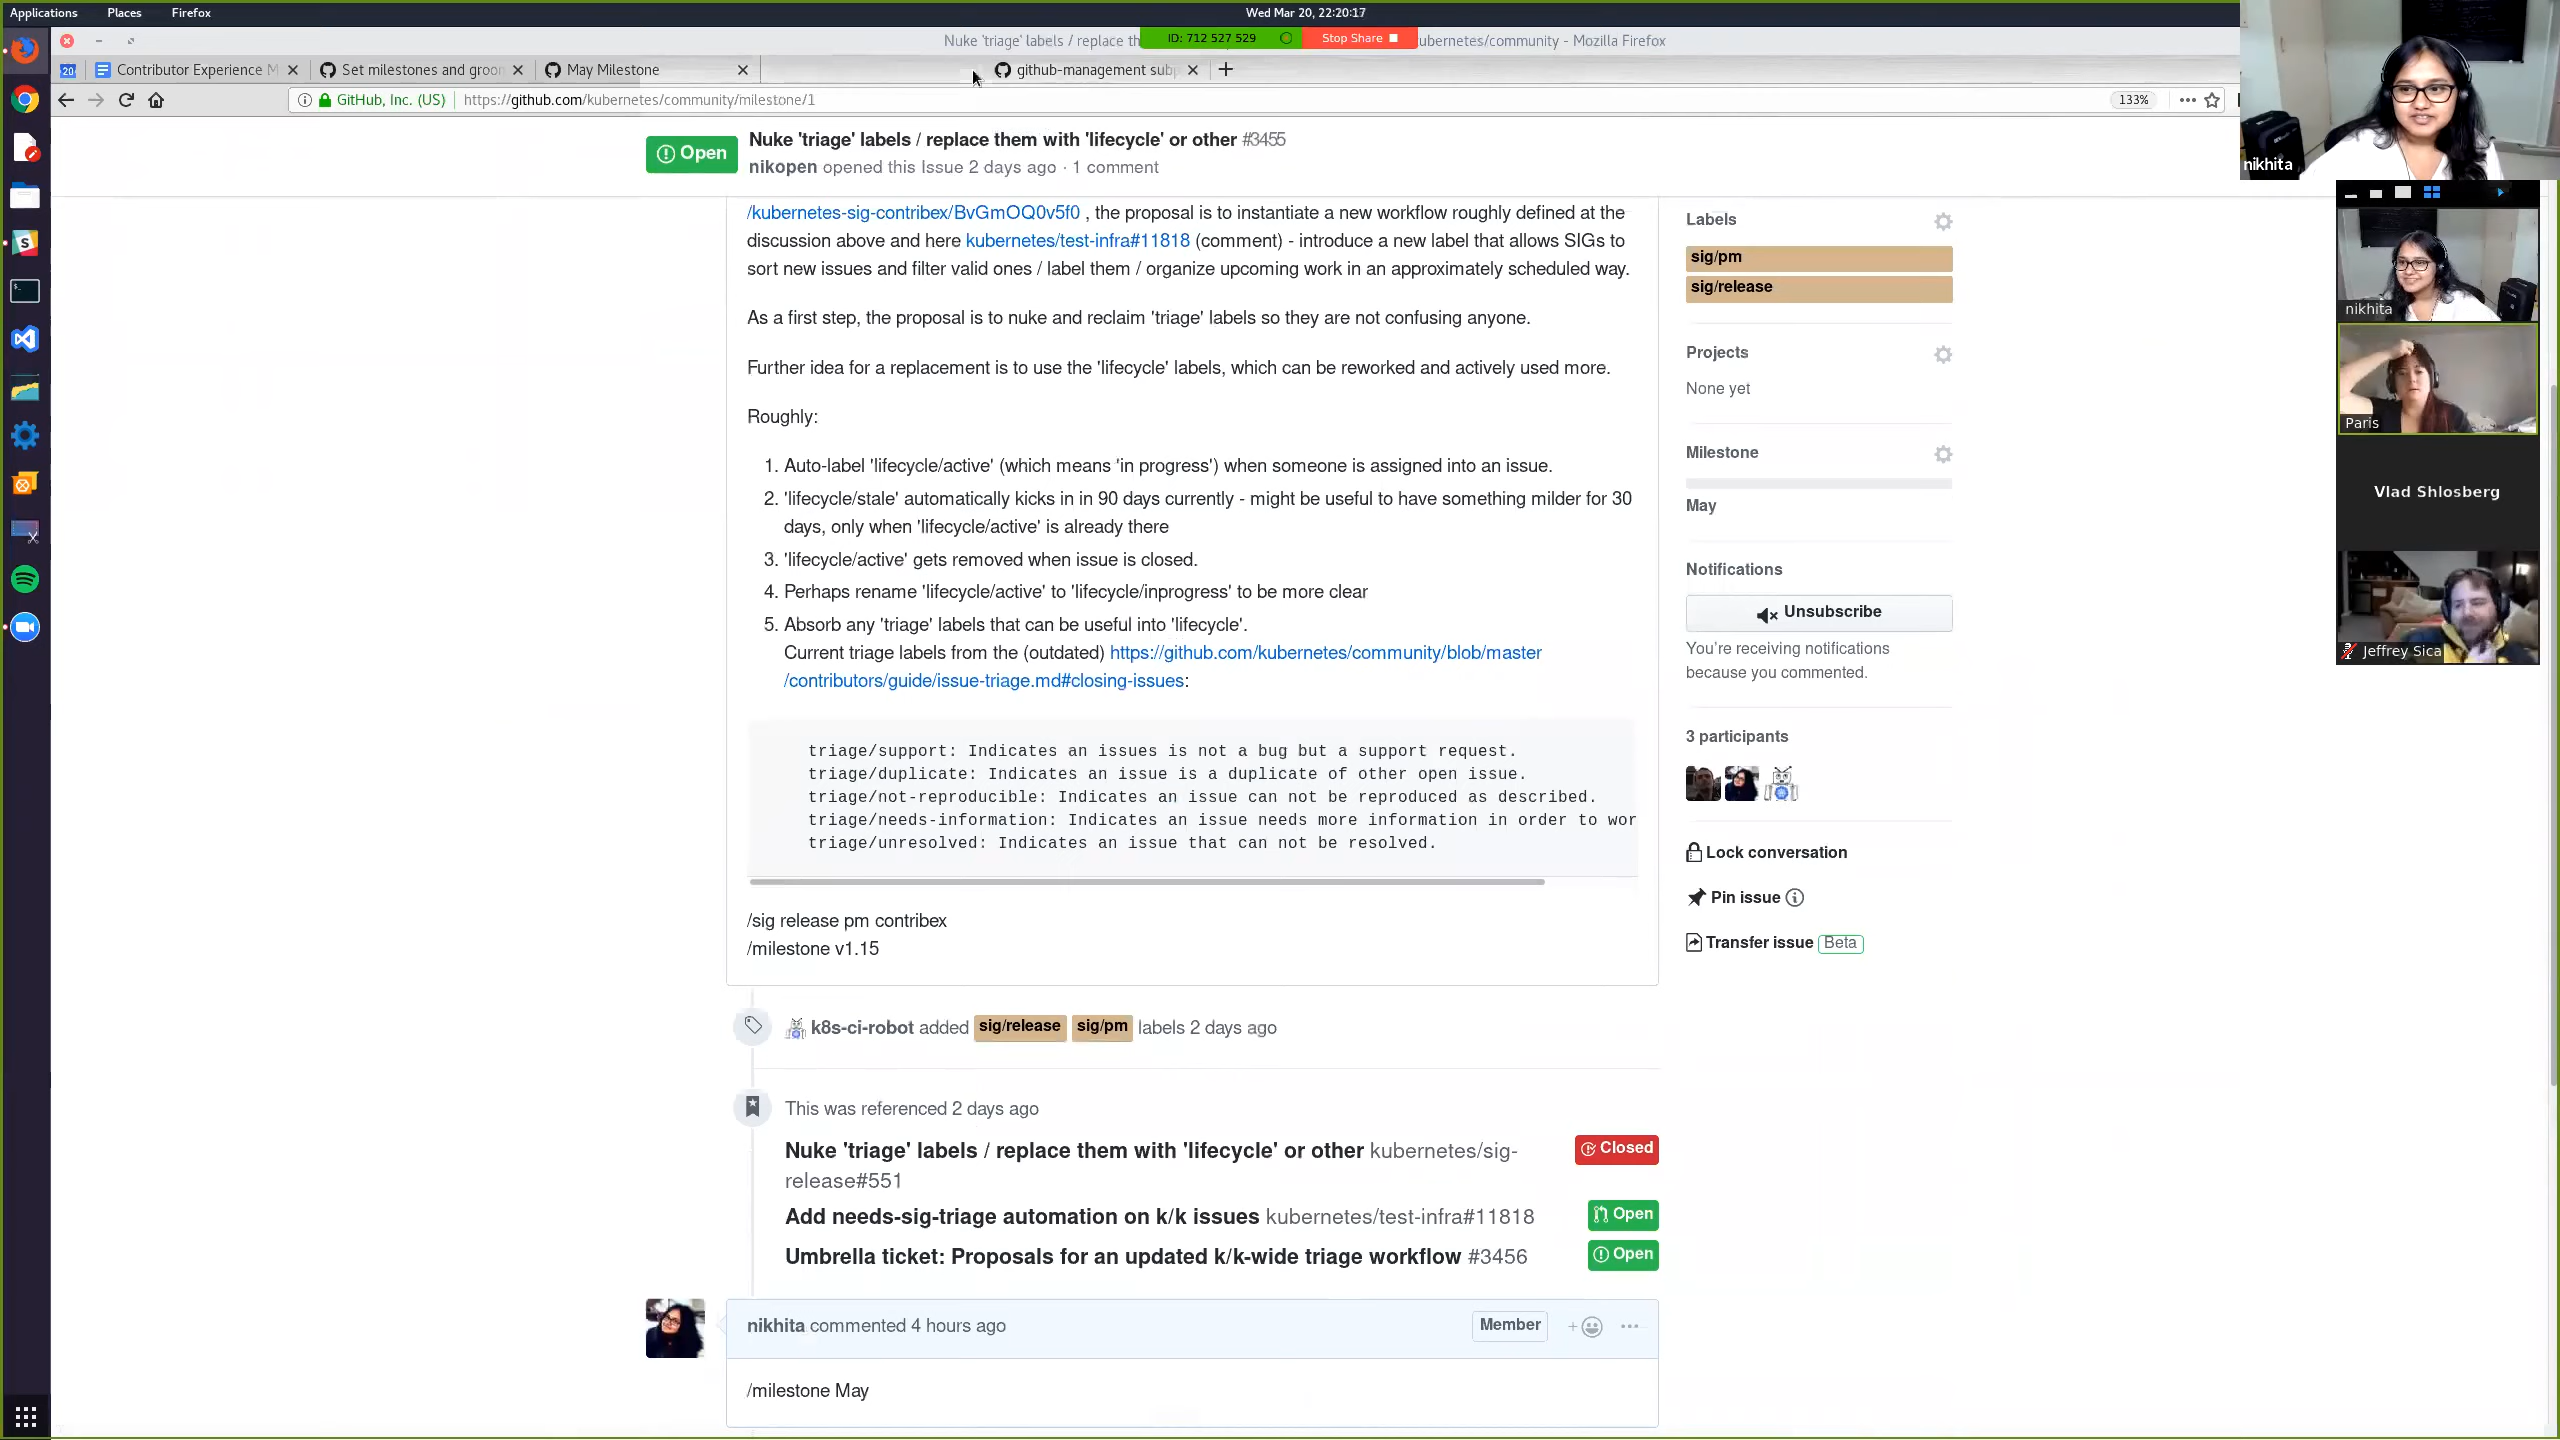 Applications Places Firefox
Wed Mar 20, 22:20:17
Nuke 'triage' labels / replace th
ID: 712 527 529
Stop Share
ubernetes/community - Mozilla Firefox
20
Contributor Experience M
Set milestones and groo
May Milestone
github-management sub
GitHub, Inc. (US)
https://github.com/kubernetes/community/milestone/1
133%
Open
Nuke 'triage' labels / replace them with 'lifecycle' or other #3455
nikopen opened this Issue 2 days ago · 1 comment
/kubernetes-sig-contribex/BvGmOQ0v5f0 , the proposal is to instantiate a new workflow roughly defined at the
discussion above and here kubernetes/test-infra#11818 (comment) - introduce a new label that allows SIGs to
sort new issues and filter valid ones / label them / organize upcoming work in an approximately scheduled way.
As a first step, the proposal is to nuke and reclaim 'triage' labels so they are not confusing anyone.
Further idea for a replacement is to use the 'lifecycle' labels, which can be reworked and actively used more.
Roughly:
1. Auto-label 'lifecycle/active' (which means 'in progress') when someone is assigned into an issue.
2. 'lifecycle/stale' automatically kicks in in 90 days currently - might be useful to have something milder for 30
days, only when 'lifecycle/active' is already there
3. 'lifecycle/active' gets removed when issue is closed.
4. Perhaps rename 'lifecycle/active' to 'lifecycle/inprogress' to be more clear
5. Absorb any 'triage' labels that can be useful into 'lifecycle'.
Current triage labels from the (outdated) https://github.com/kubernetes/community/blob/master
/contributors/guide/issue-triage.md#closing-issues:
triage/support: Indicates an issues is not a bug but a support request.
triage/duplicate: Indicates an issue is a duplicate of other open issue.
triage/not-reproducible: Indicates an issue can not be reproduced as described.
triage/needs-information: Indicates an issue needs more information in order to wor
triage/unresolved: Indicates an issue that can not be resolved.
/sig release pm contribex
/milestone v1.15
k8s-ci-robot added sig/release sig/pm labels 2 days ago
This was referenced 2 days ago
Nuke 'triage' labels / replace them with 'lifecycle' or other kubernetes/sig-
release#551
Closed
Add needs-sig-triage automation on k/k issues kubernetes/test-infra#11818
Open
Umbrella ticket: Proposals for an updated k/k-wide triage workflow #3456
Open
nikhita commented 4 hours ago
Member
/milestone May
Labels
sig/pm
sig/release
Projects
None yet
Milestone
May
Notifications
Unsubscribe
You're receiving notifications
because you commented.
3 participants
Lock conversation
Pin issue
Transfer issue Beta
nikhita
nikhita
Paris
Vlad Shlosberg
Jeffrey Sica